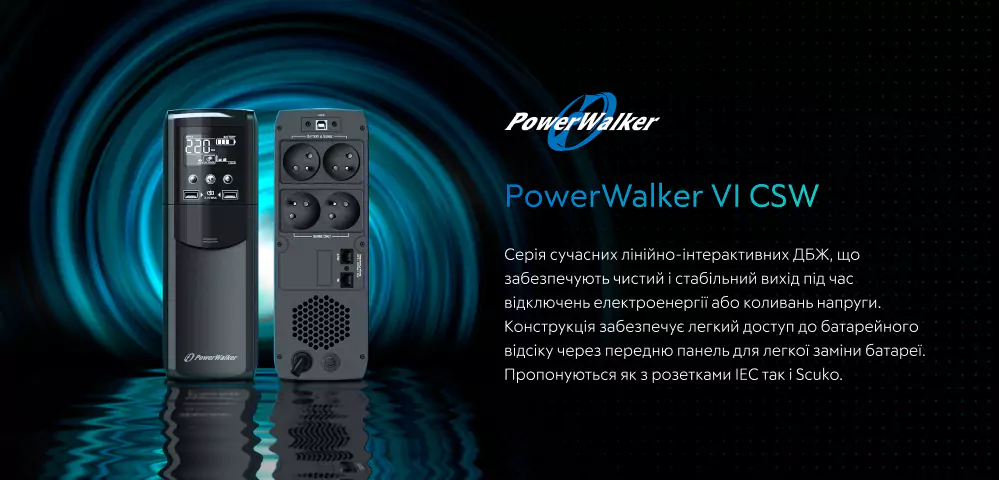 PowerWalker
PowerWalker VI CSW
Серія сучасних лінійно-інтерактивних ДБЖ, що
забезпечують чистий і стабільний вихід під час
відключень електроенергії або коливань напруги.
Конструкція забезпечує легкий доступ до батарейного
відсіку через передню панель для легкої заміни батареї.
Пропонуються як з розетками IEC так і Scuko.
220
PowerWalker